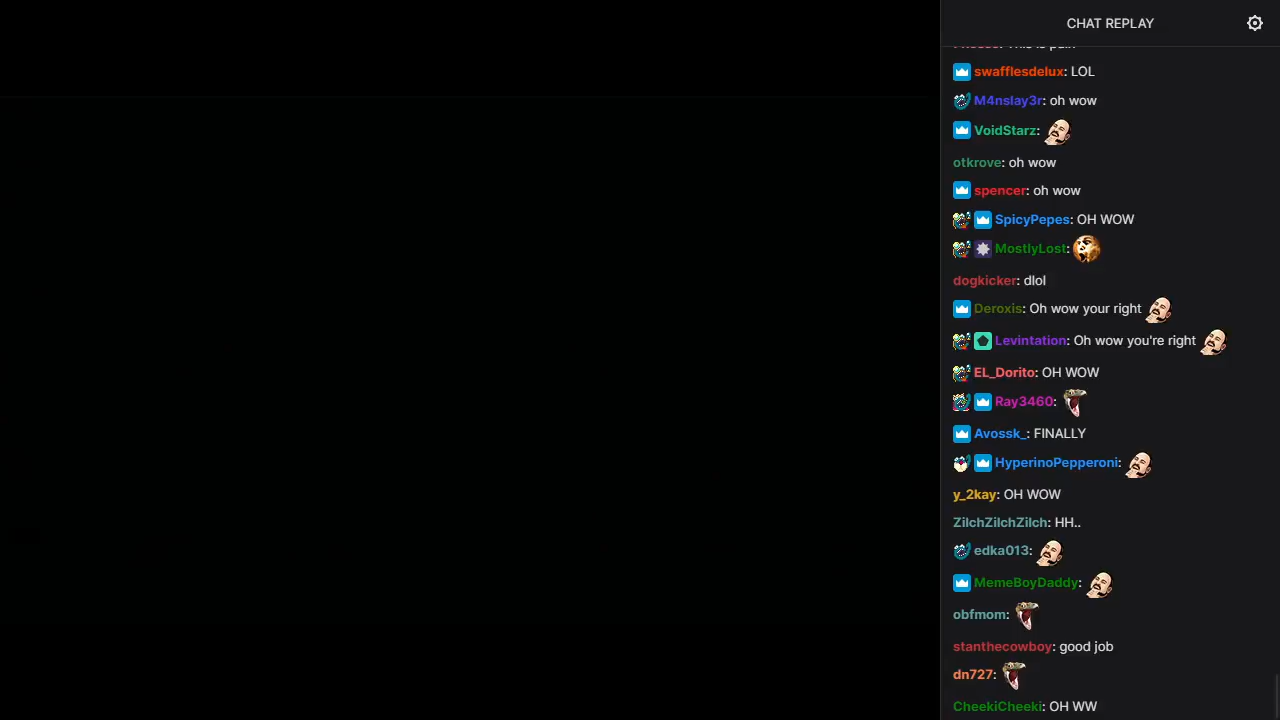 CHAT REPLAY
swafflesdelux: LOL
M4nslay3r: oh wow
VoidStarz:
otkrove: oh wow
spencer: oh wow
SpicyPepes: OH WOW
MostlyLost:
dogkicker: dlol
Deroxis: Oh wow your right
Levintation: Oh wow you're right
EL_Dorito: OH WOW
Ray3460:
Avossk_: FINALLY
HyperinoPepperoni:
y_2kay: OH WOW
ZilchZilchZilch: HH..
edka013:
MemeBoyDaddy:
obfmom:
stanthecowboy: good job
dn727:
CheekiCheeki: OH WW